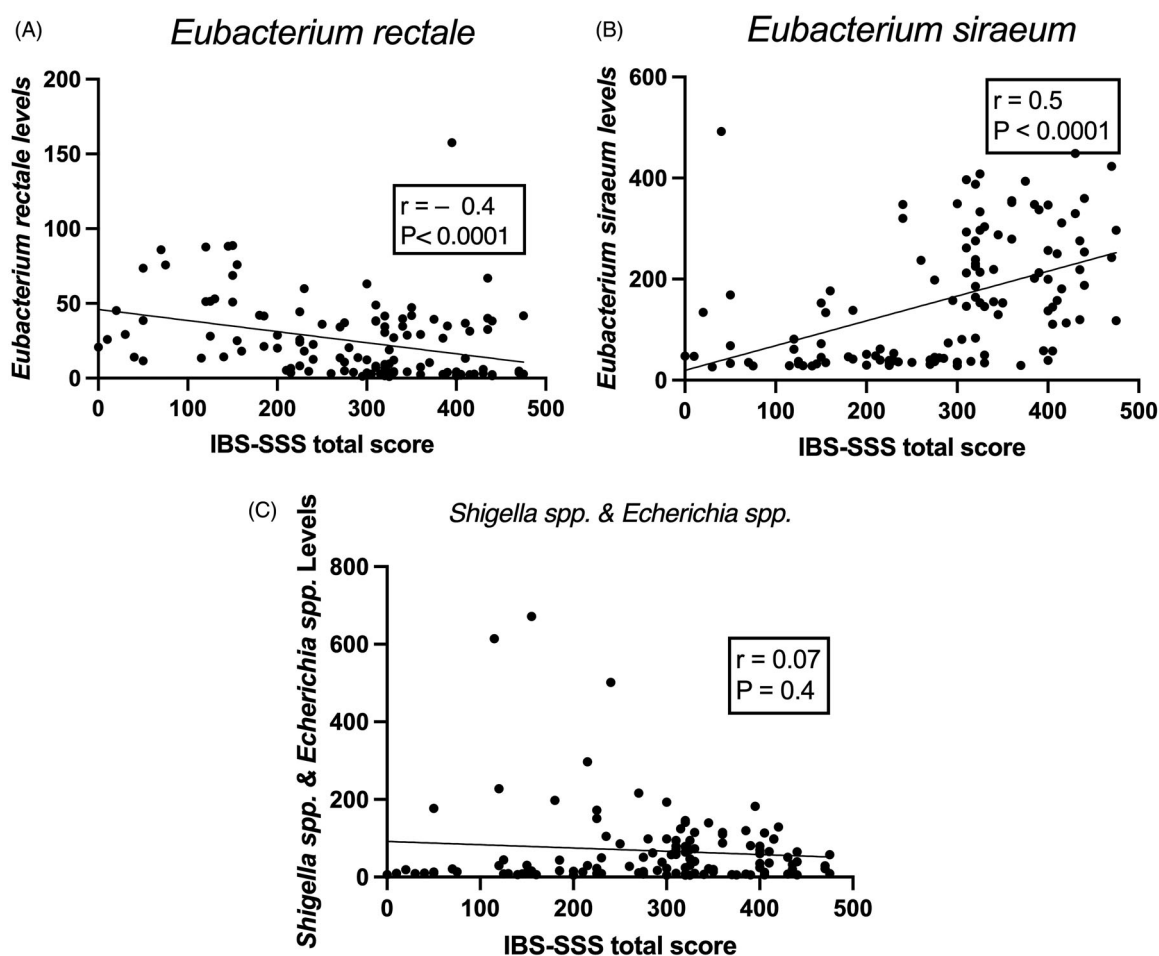 (A)
Eubacterium rectale
Eubacterium rectale levels
200
150
100
50
0
r = – 0.4
P< 0.0001
0 100 200 300 400 500
IBS-SSS total score
(B)
Eubacterium siraeum
Eubacterium siraeum levels
600
400
200
0
r = 0.5
P < 0.0001
0 100 200 300 400 500
IBS-SSS total score
(C)
Shigella spp. & Echerichia spp.
Shigella spp. & Echerichia spp. Levels
800
600
400
200
0
r = 0.07
P = 0.4
0 100 200 300 400 500
IBS-SSS total score